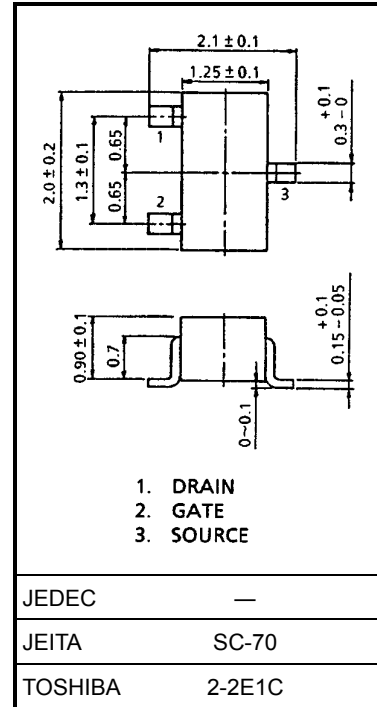 2.1±0.1
1.25±0.1
+0.1
0.3-0
2.0±0.2
1.3±0.1
0.65
0.65
1
2
3
0.90±0.1
0.7
0~0.1
+0.1
0.15-0.05
1. DRAIN
2. GATE
3. SOURCE
JEDEC —
JEITA SC-70
TOSHIBA 2-2E1C